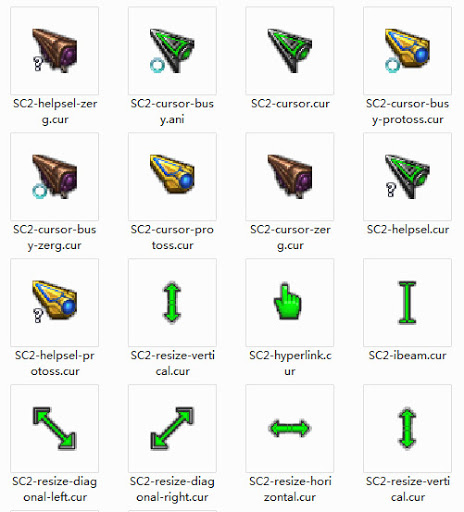 SC2-helpsel-zer
g.cur
SC2-cursor-bus
y.ani
SC2-cursor.cur
SC2-cursor-bus
y-protoss.cur
SC2-cursor-bus
y-zerg.cur
SC2-cursor-pro
toss.cur
SC2-cursor-zer
g.cur
SC2-helpsel.cur
SC2-helpsel-pr
otoss.cur
SC2-resize-verti
cal.cur
SC2-hyperlink.c
ur
SC2-ibeam.cur
SC2-resize-diag
onal-left.cur
SC2-resize-diag
onal-right.cur
SC2-resize-hori
zontal.cur
SC2-resize-verti
cal.cur